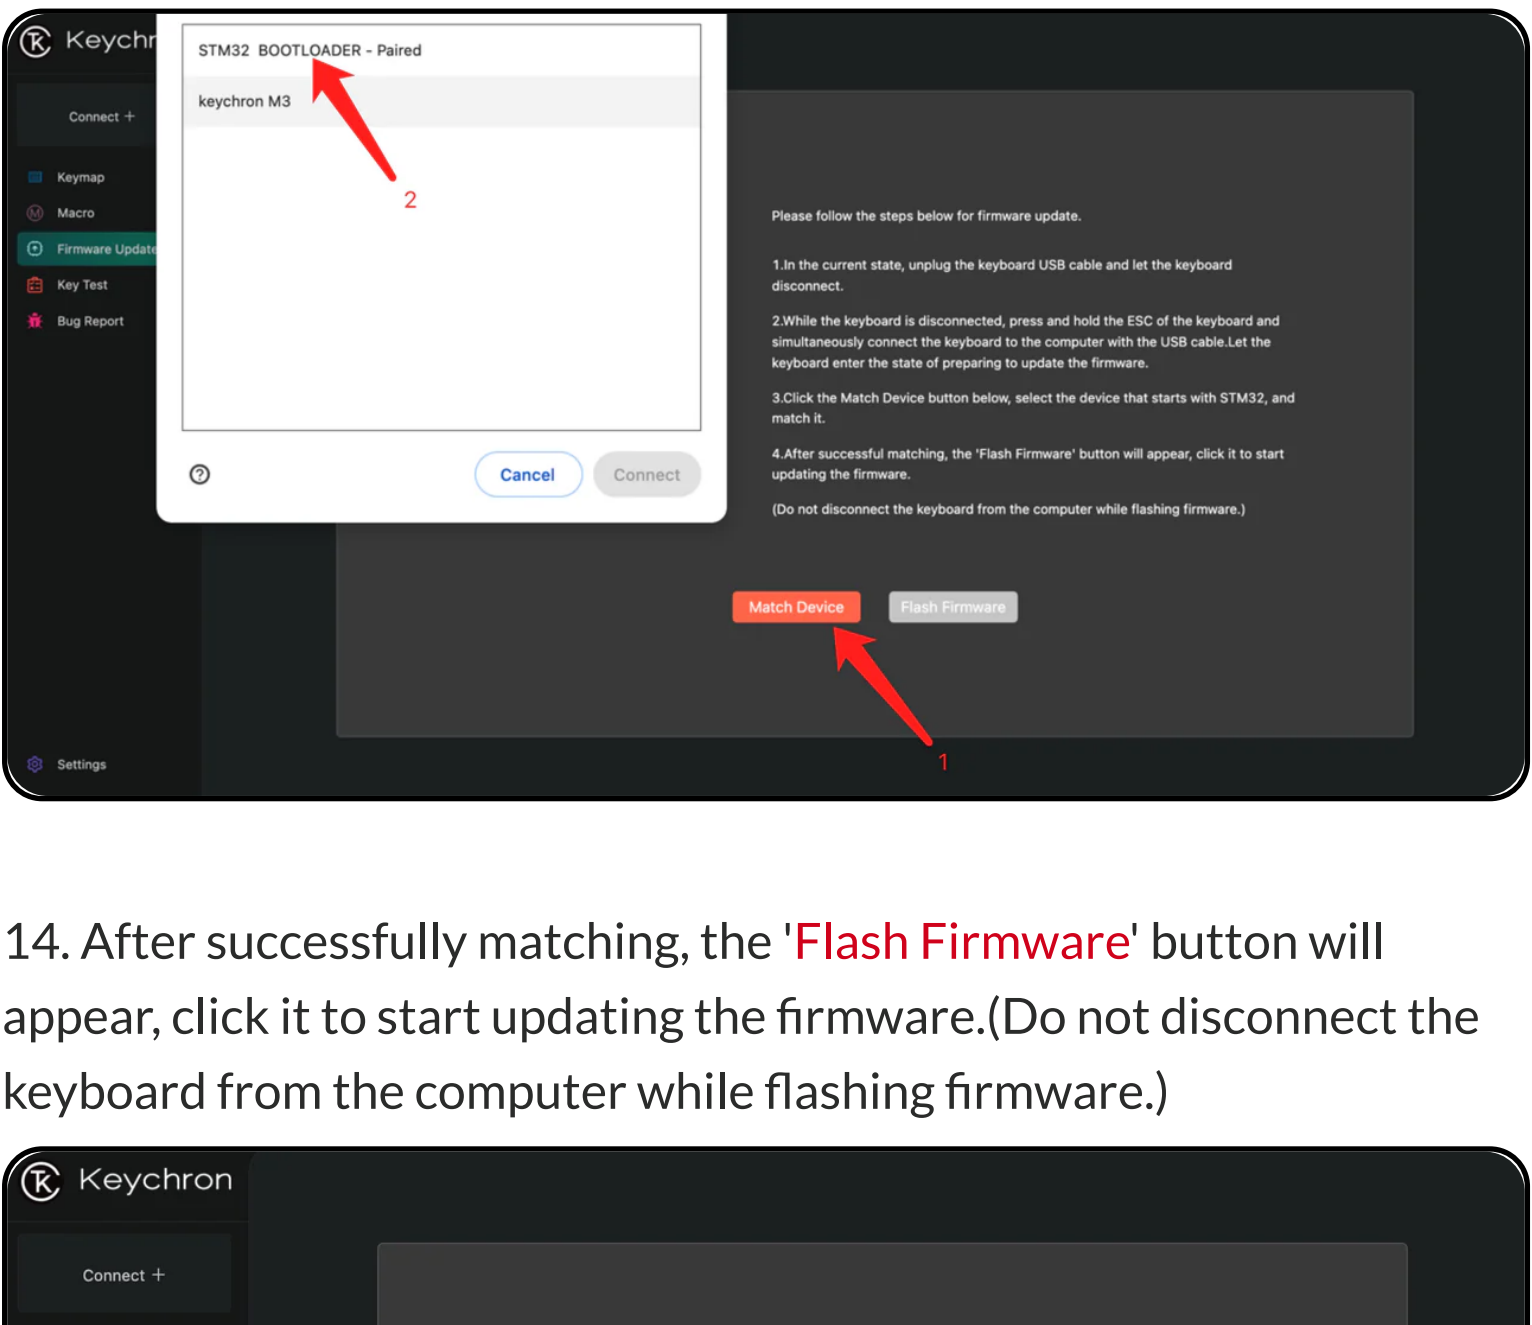 Keychr
STM32 BOOTLOADER - Paired
keychron M3
2
Cancel
Connect
Connect +
Keymap
Macro
Firmware Update
Key Test
Bug Report
Settings
Please follow the steps below for firmware update.
1.In the current state, unplug the keyboard USB cable and let the keyboard
disconnect.
2.While the keyboard is disconnected, press and hold the ESC of the keyboard and
simultaneously connect the keyboard to the computer with the USB cable.Let the
keyboard enter the state of preparing to update the firmware.
3.Click the Match Device button below, select the device that starts with STM32, and
match it.
4.After successful matching, the 'Flash Firmware' button will appear, click it to start
updating the firmware.
(Do not disconnect the keyboard from the computer while flashing firmware.)
Match Device
Flash Firmware
1
14. After successfully matching, the 'Flash Firmware' button will
appear, click it to start updating the firmware.(Do not disconnect the
keyboard from the computer while flashing firmware.)
Keychron
Connect +